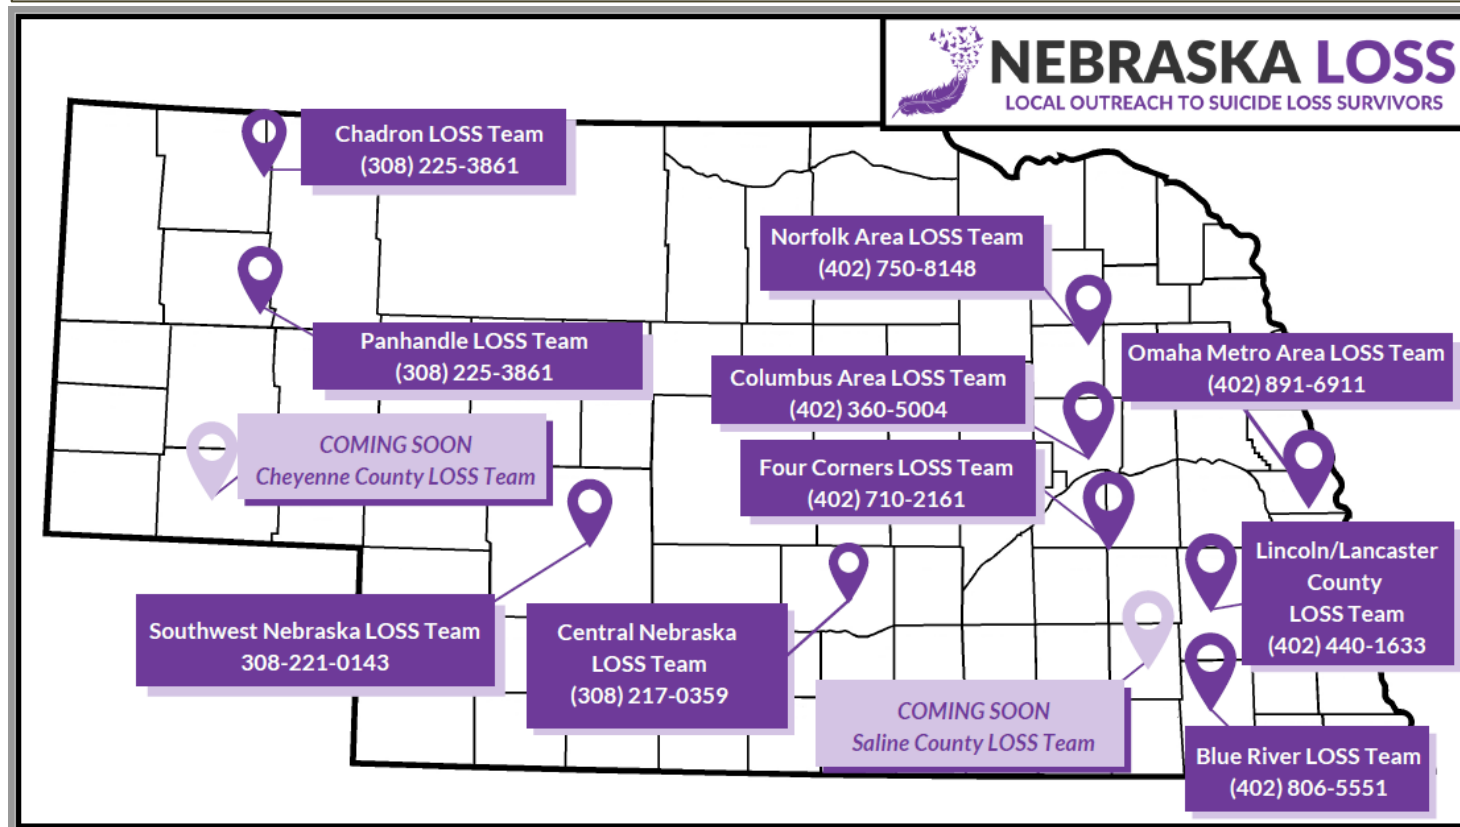 NEBRASKA LOSS
LOCAL OUTREACH TO SUICIDE LOSS SURVIVORS
Chadron LOSS Team
(308) 225-3861
Norfolk Area LOSS Team
(402) 750-8148
Panhandle LOSS Team
(308) 225-3861
Omaha Metro Area LOSS Team
(402) 891-6911
Columbus Area LOSS Team
(402) 360-5004
COMING SOON
Cheyenne County LOSS Team
Four Corners LOSS Team
(402) 710-2161
Lincoln/Lancaster
County
LOSS Team
(402) 440-1633
Southwest Nebraska LOSS Team
308-221-0143
Central Nebraska
LOSS Team
(308) 217-0359
COMING SOON
Saline County LOSS Team
Blue River LOSS Team
(402) 806-5551